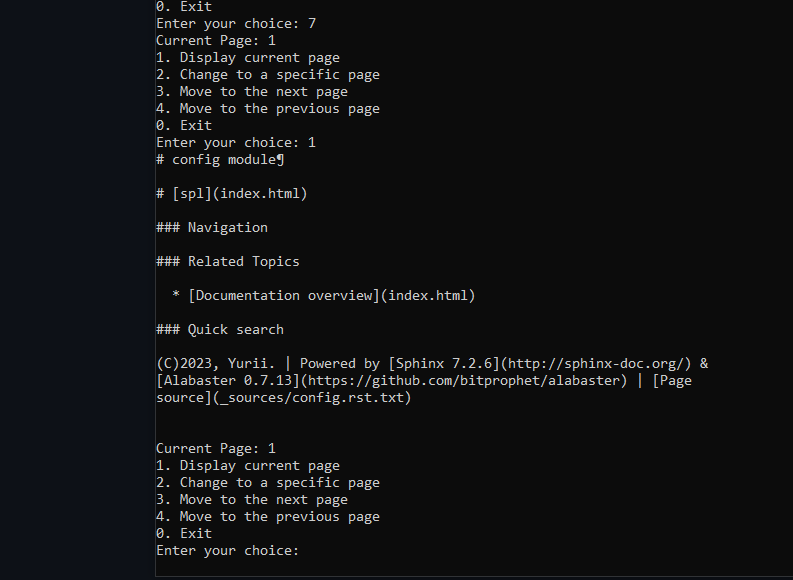 0. Exit
Enter your choice: 7
Current Page: 1
1. Display current page
2. Change to a specific page
3. Move to the next page
4. Move to the previous page
0. Exit
Enter your choice: 1
# config module¶
# [spl](index.html)
### Navigation
### Related Topics
* [Documentation overview](index.html)
### Quick search
(C)2023, Yurii. | Powered by [Sphinx 7.2.6](http://sphinx-doc.org/) &
[Alabaster 0.7.13](https://github.com/bitprophet/alabaster) | [Page
source](_sources/config.rst.txt)
Current Page: 1
1. Display current page
2. Change to a specific page
3. Move to the next page
4. Move to the previous page
0. Exit
Enter your choice: